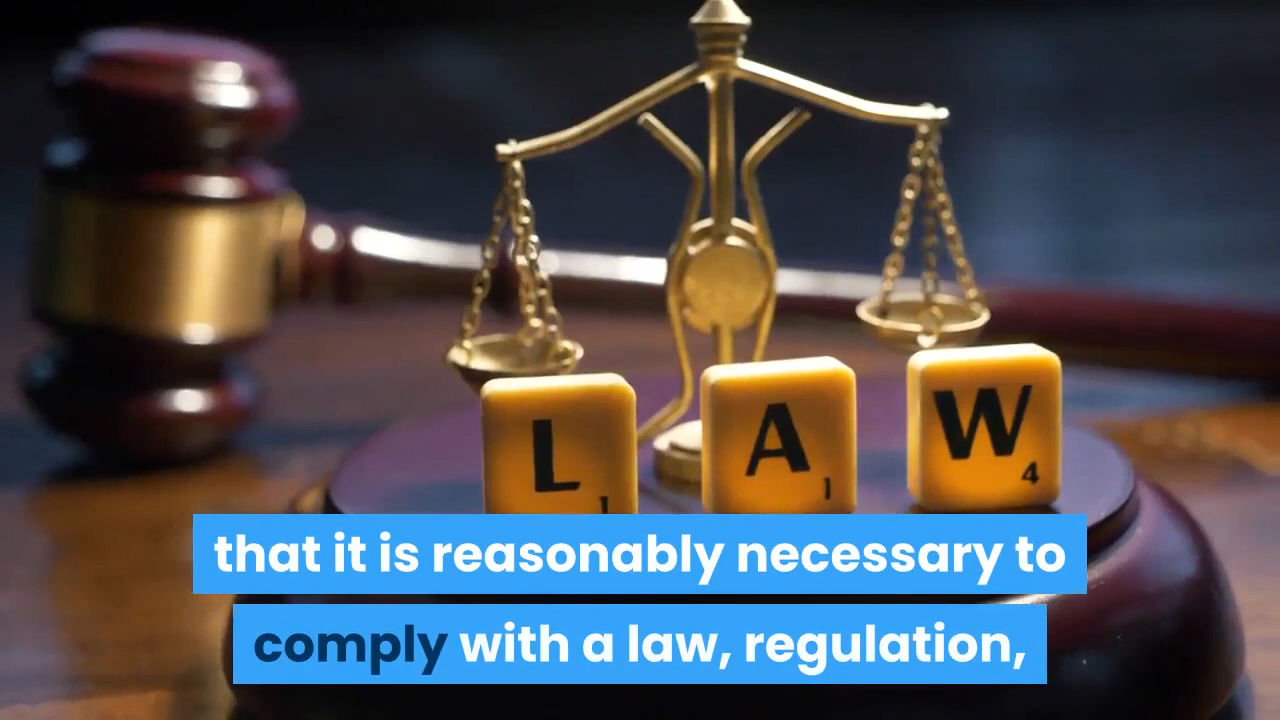 L A W
1 1 4
that it is reasonably necessary to
comply with a law, regulation,